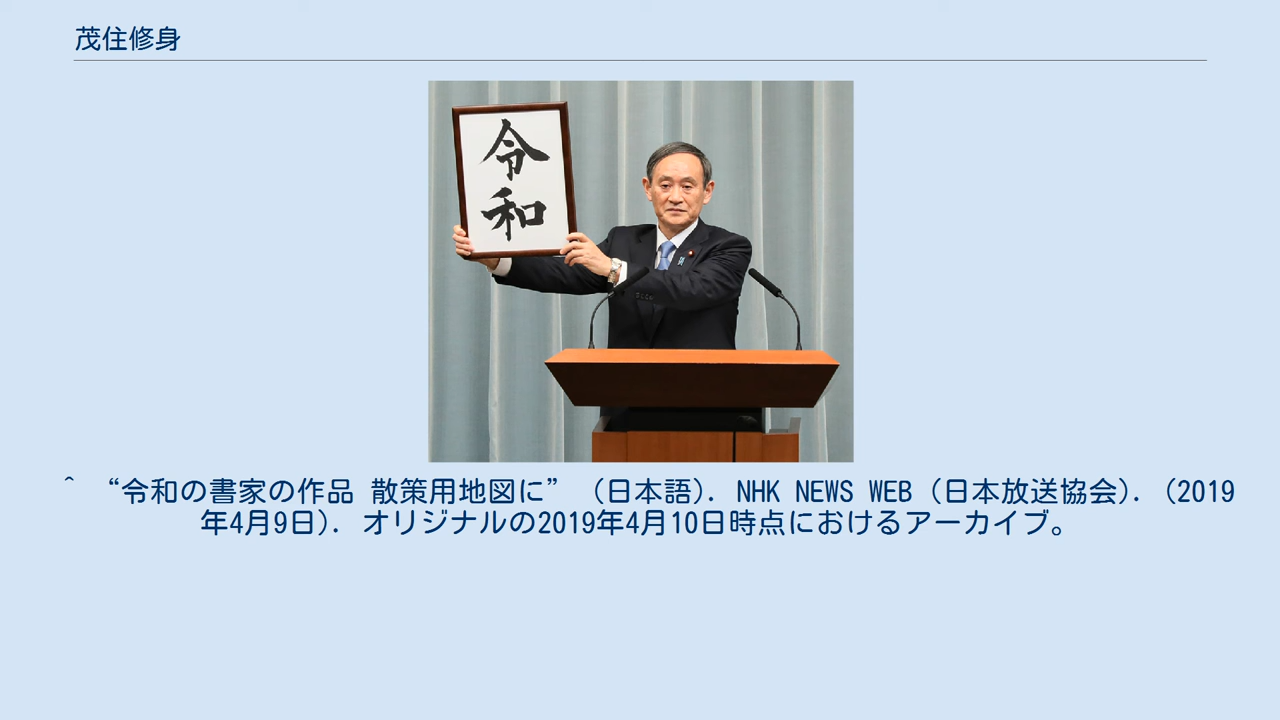 茂住修身
令
和
^ “令和の書家の作品 散策用地図に” (日本語). NHK NEWS WEB (日本放送協会). (2019
年4月9日). オリジナルの2019年4月10日時点におけるアーカイブ。